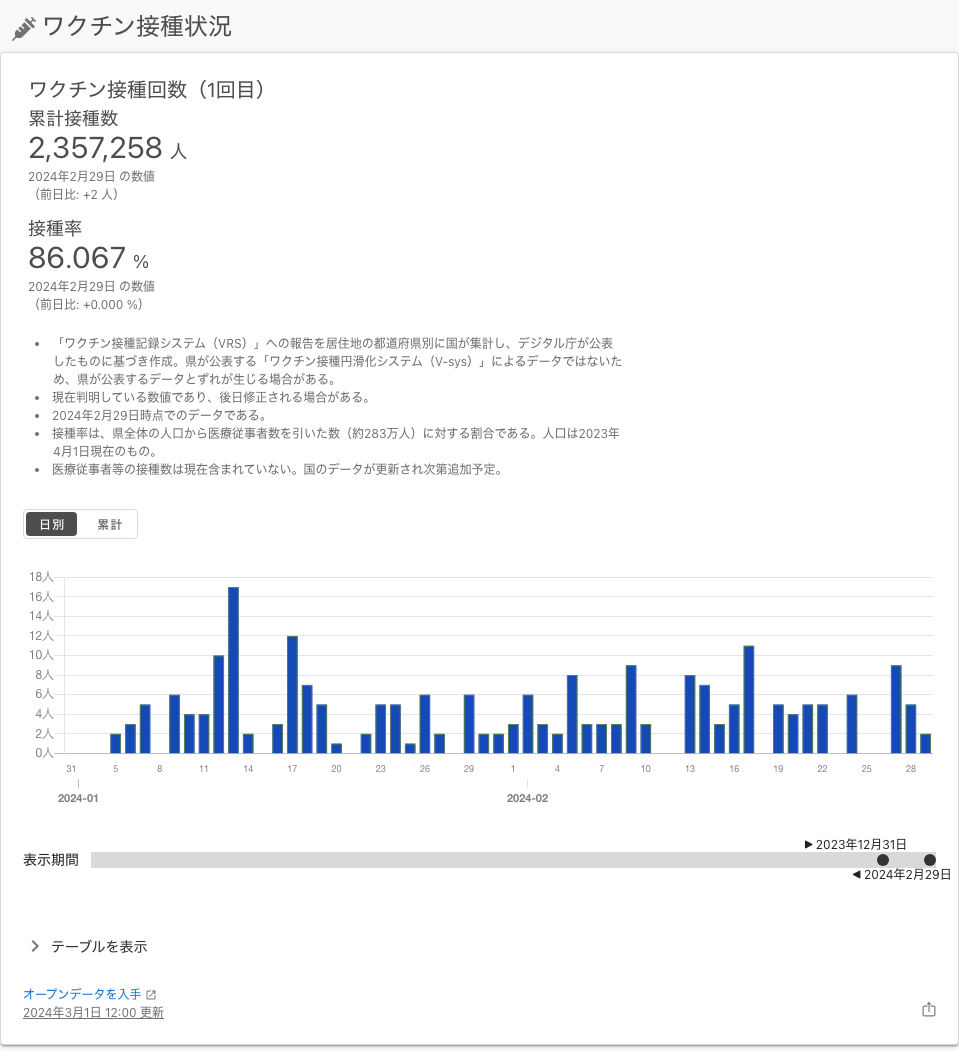 ワクチン接種状況
ワクチン接種回数（1回目）
累計接種数
2,357,258 人
2024年2月29日 の数値
（前日比: +2 人）
接種率
86.067 %
2024年2月29日 の数値
（前日比: +0.000 %）
• 「ワクチン接種記録システム（VRS）」への報告を居住地の都道府県別に国が集計し、デジタル庁が公表
したものに基づき作成。県が公表する「ワクチン接種円滑化システム（V-sys）」によるデータではないた
め、県が公表するデータとずれが生じる場合がある。
• 現在判明している数値であり、後日修正される場合がある。
• 2024年2月29日時点でのデータである。
• 接種率は、県全体の人口から医療従事者数を引いた数（約283万人）に対する割合である。人口は2023年
4月1日現在のもの。
• 医療従事者等の接種数は現在含まれていない。国のデータが更新され次第追加予定。
日別 累計
18人
16人
14人
12人
10人
8人
6人
4人
2人
0人
31 5 8 11 14 17 20 23 26 29 1 4 7 10 13 16 19 22 25 28
2024-01 2024-02
▶ 2023年12月31日
表示期間
◀ 2024年2月29日
テーブルを表示
オープンデータを入手
2024年3月1日 12:00 更新